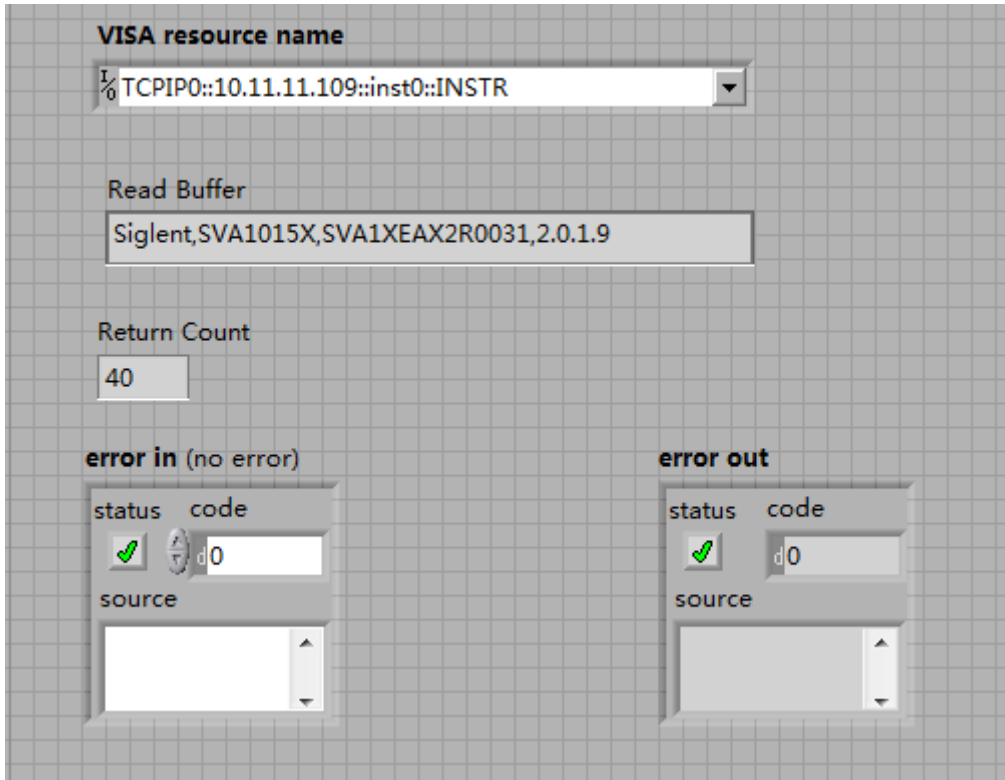 VISA resource name
I/O TCPIP0::10.11.11.109::inst0::INSTR
Read Buffer
Siglent,SVA1015X,SVA1XEAX2R0031,2.0.1.9
Return Count
40
error in (no error)
error out
status code
status code
d 0
d 0
source
source